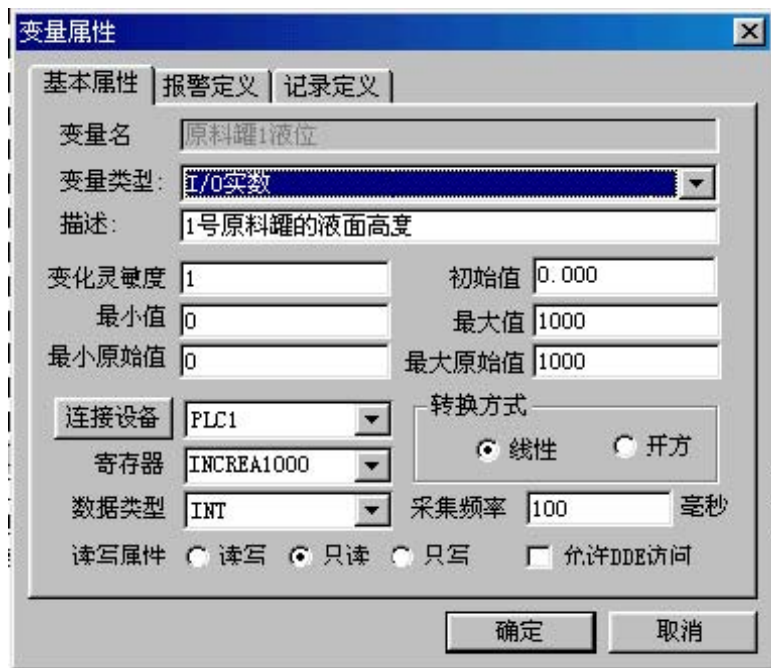 变量属性
基本属性 报警定义 记录定义
变量名 原料罐1液位
变量类型: I/O实数
描述: 1号原料罐的液面高度
变化灵敏度 1 初始值 0.000
最小值 0 最大值 1000
最小原始值 0 最大原始值 1000
连接设备 PLC1 转换方式
线性 开方
寄存器 INCREA1000
数据类型 INT 采集频率 100 毫秒
读写属性 读写 只读 只写 允许DDE访问
确定 取消